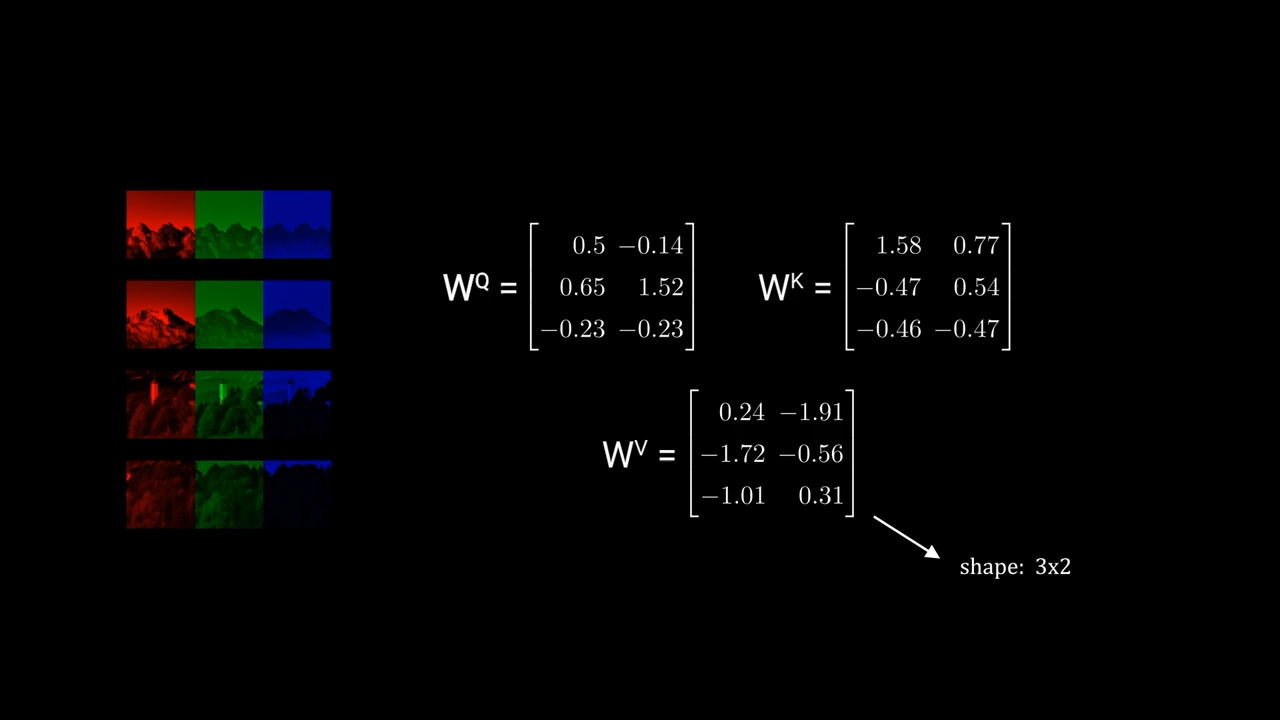 W^Q = [0.5 −0.14
0.65 1.52
−0.23 −0.23]
W^K = [1.58 0.77
−0.47 0.54
−0.46 −0.47]
W^V = [0.24 −1.91
−1.72 −0.56
−1.01 0.31]
shape: 3x2